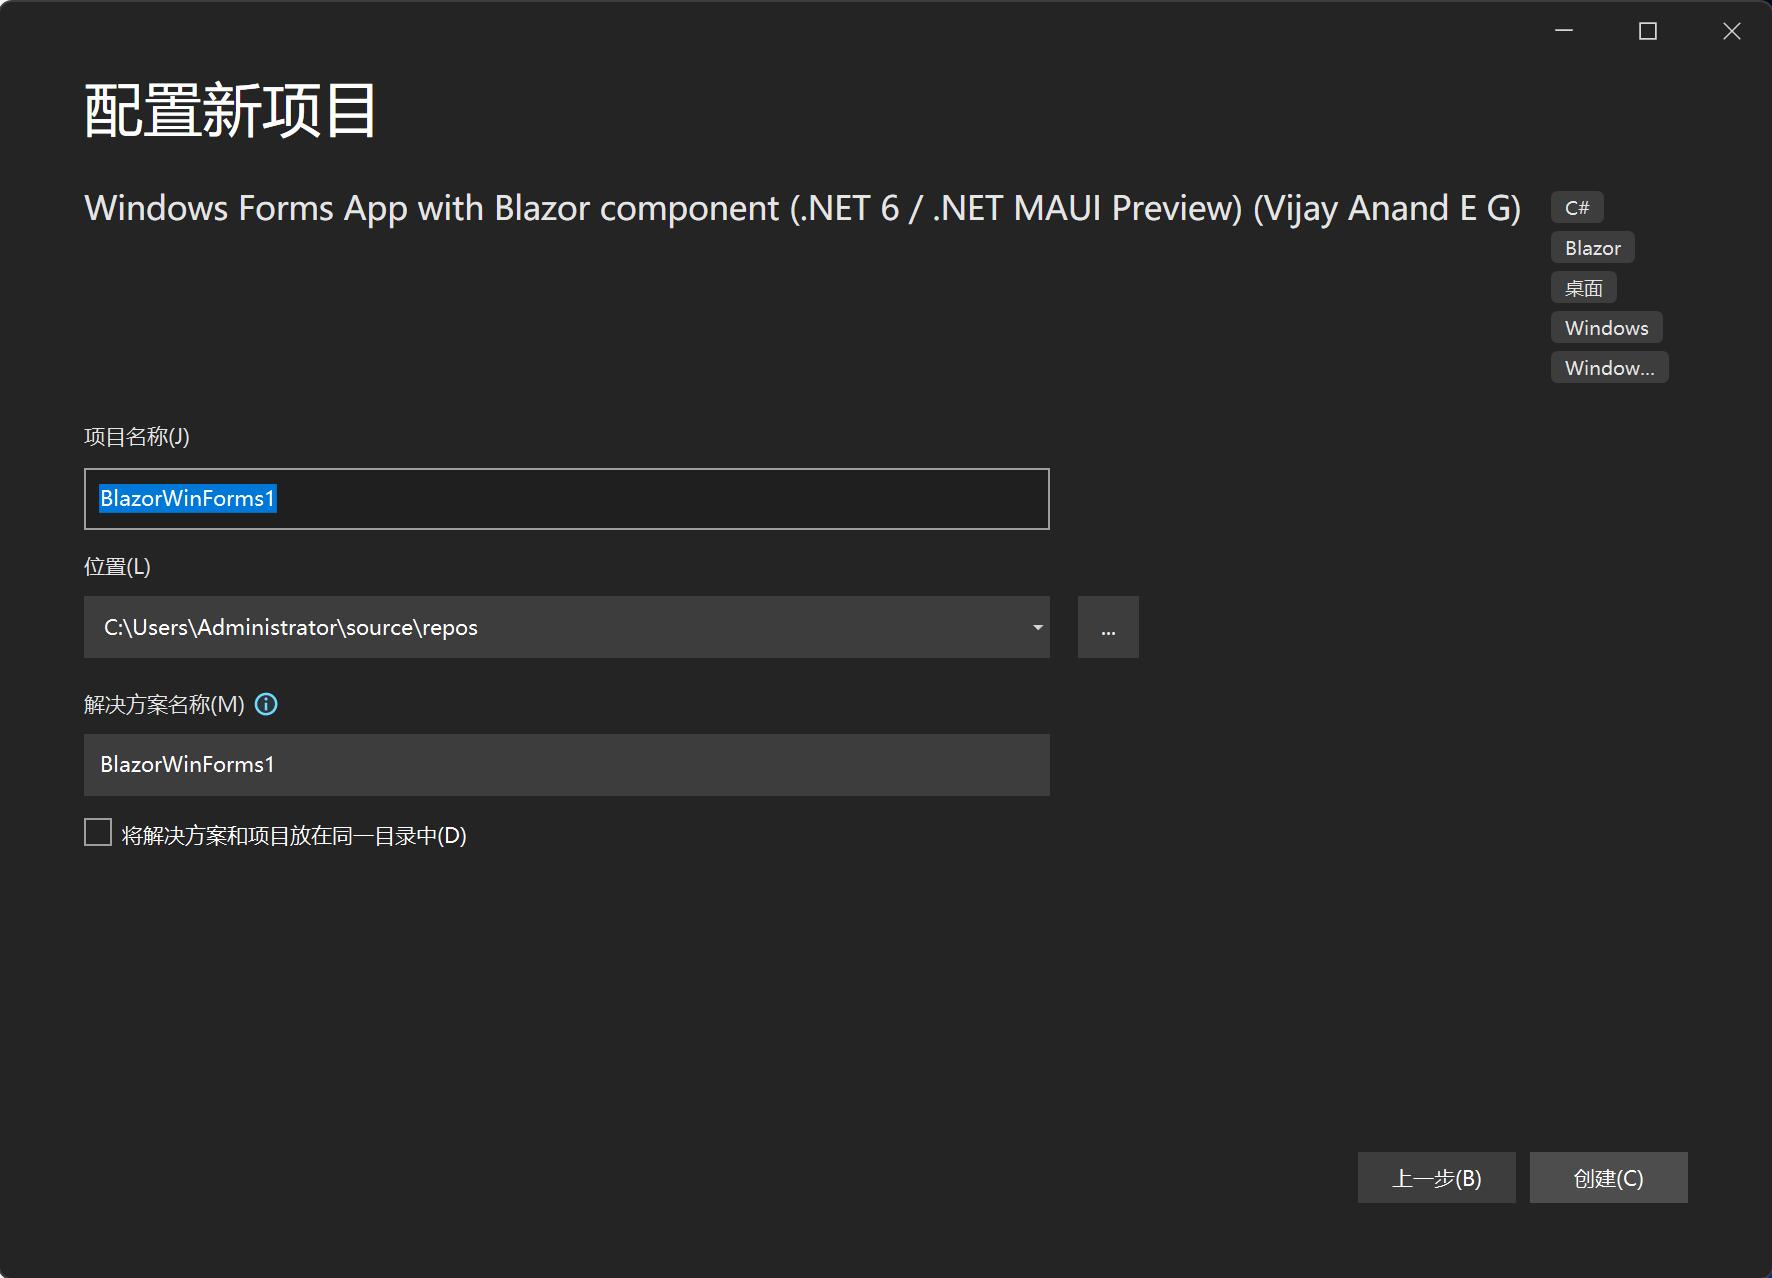 配置新项目
Windows Forms App with Blazor component (.NET 6 / .NET MAUI Preview) (Vijay Anand E G)
C#
Blazor
桌面
Windows
Window...
项目名称(J)
BlazorWinForms1
位置(L)
C:\Users\Administrator\source\repos
...
解决方案名称(M)
BlazorWinForms1
将解决方案和项目放在同一目录中(D)
上一步(B)
创建(C)